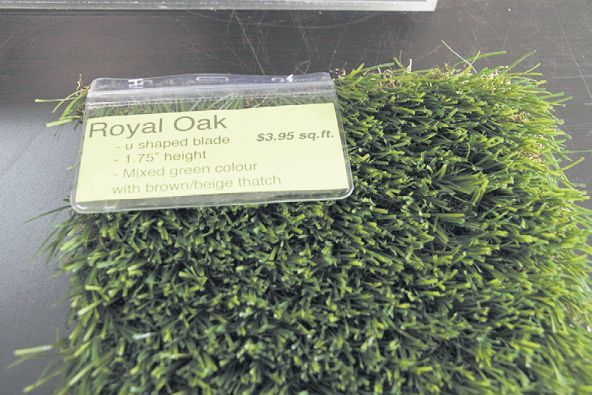 Royal Oak
- u shaped blade $3.95 sq.ft.
- 1.75" height
- Mixed green colour
with brown/beige thatch